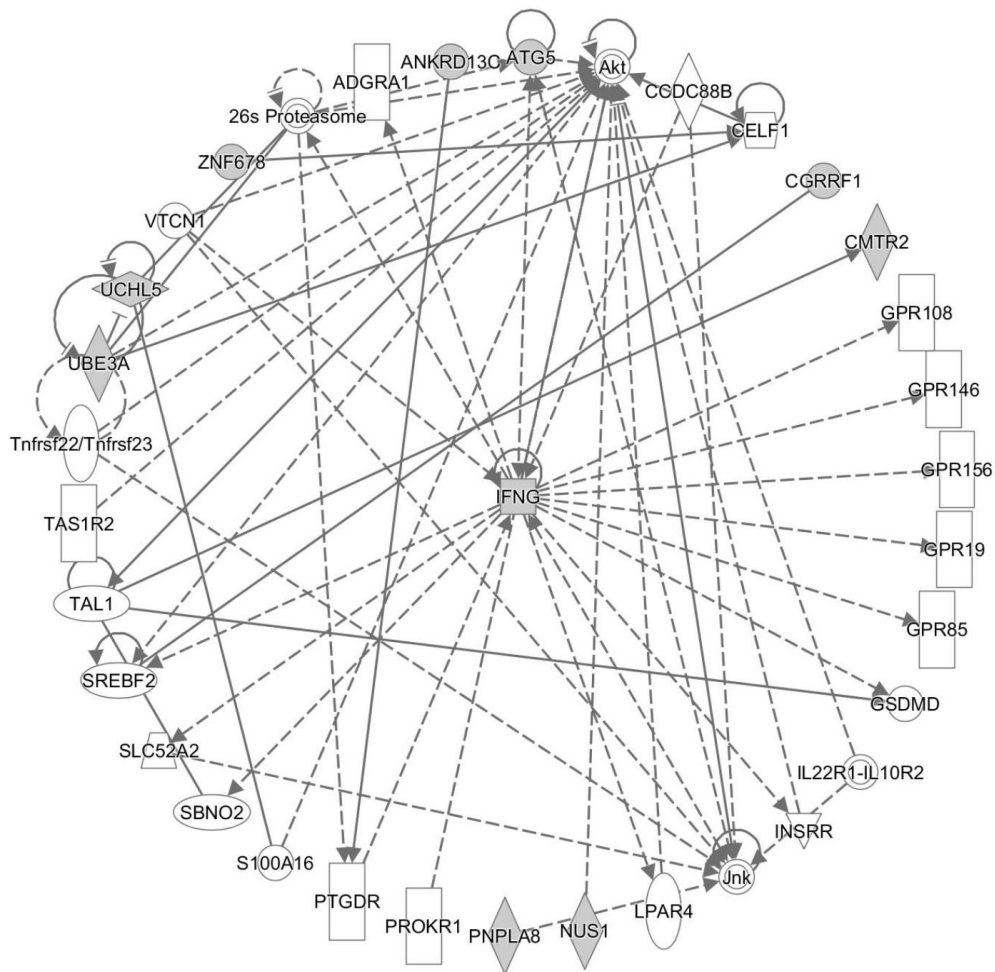 Akt
ANKRD13C
ATG5
ADGRA1
CCDC88B
26s Proteasome
CELF1
ZNF678
CGRRF1
VTCN1
CMTR2
UCHL5
GPR108
UBE3A
GPR146
Tnfrsf22/Tnfrsf23
GPR156
IFNG
TAS1R2
GPR19
TAL1
GPR85
SREBF2
GSDMD
SLC52A2
IL22R1-IL10R2
SBNO2
INSRR
S100A16
Jnk
PTGDR
LPAR4
PROKR1
NUS1
PNPLA8